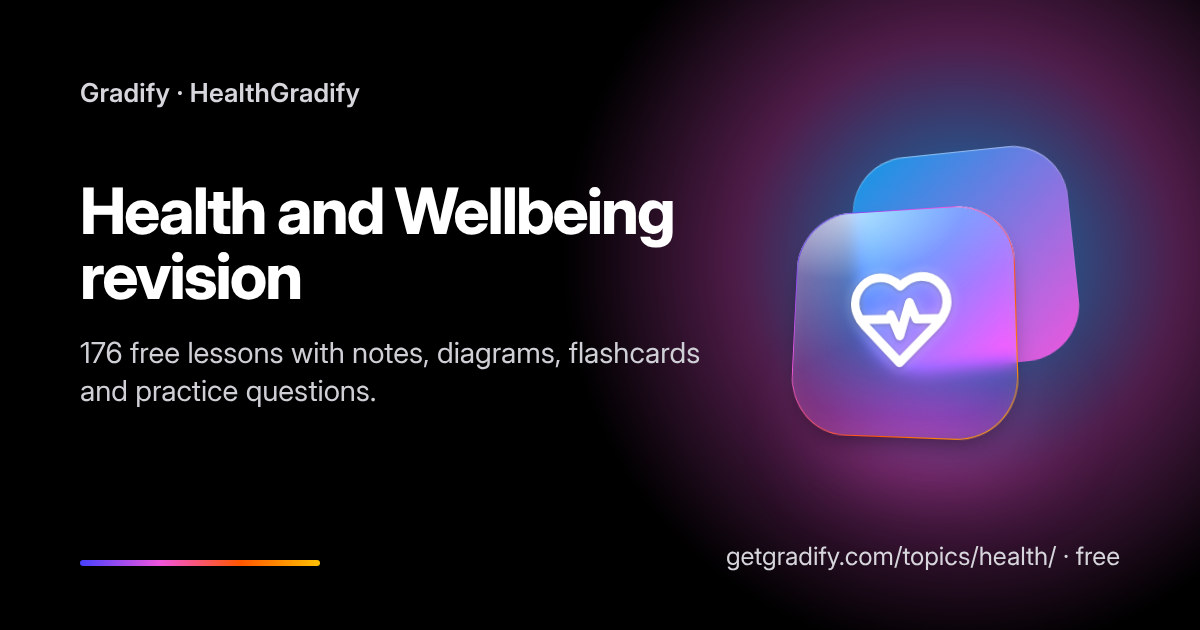 Gradify · HealthGradify
Health and Wellbeing
revision
176 free lessons with notes, diagrams, flashcards
and practice questions.
getgradify.com/topics/health/ · free